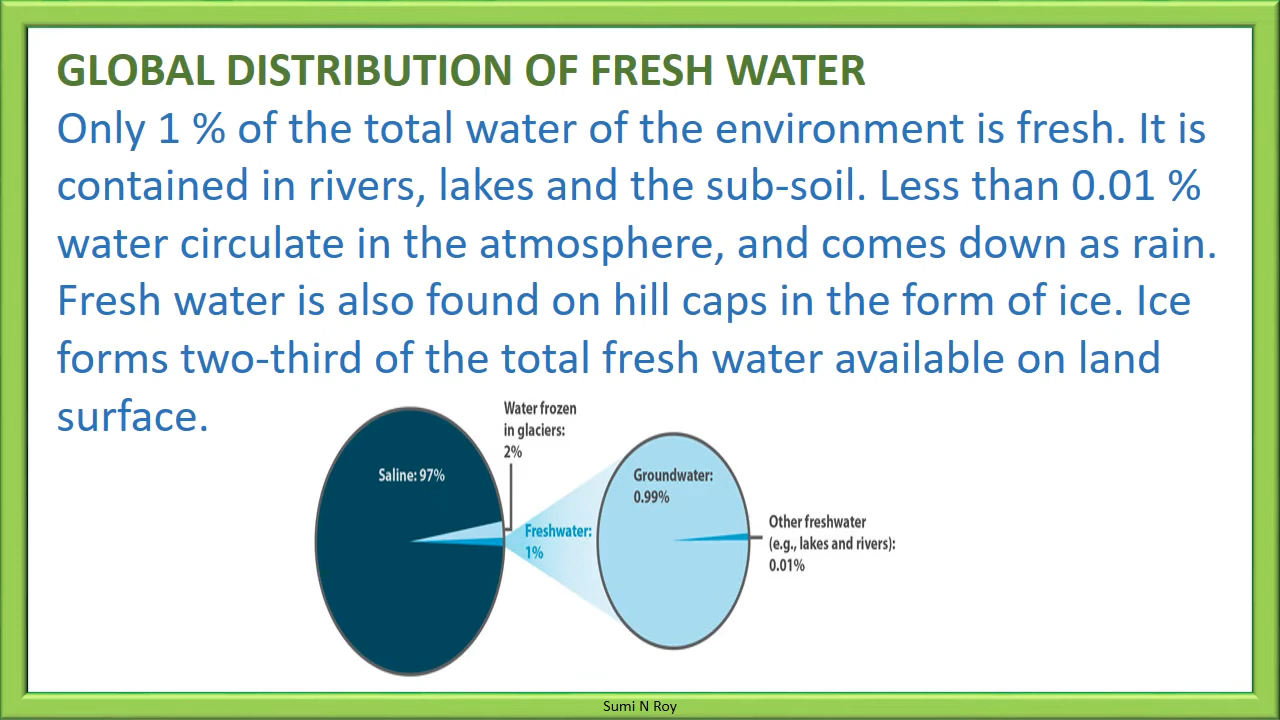 GLOBAL DISTRIBUTION OF FRESH WATER
Only 1 % of the total water of the environment is fresh. It is
contained in rivers, lakes and the sub-soil. Less than 0.01 %
water circulate in the atmosphere, and comes down as rain.
Fresh water is also found on hill caps in the form of ice. Ice
forms two-third of the total fresh water available on land
surface.
Water frozen
in glaciers:
2%
Saline: 97%
Freshwater:
1%
Groundwater:
0.99%
Other freshwater
(e.g., lakes and rivers):
0.01%
Sumi N Roy